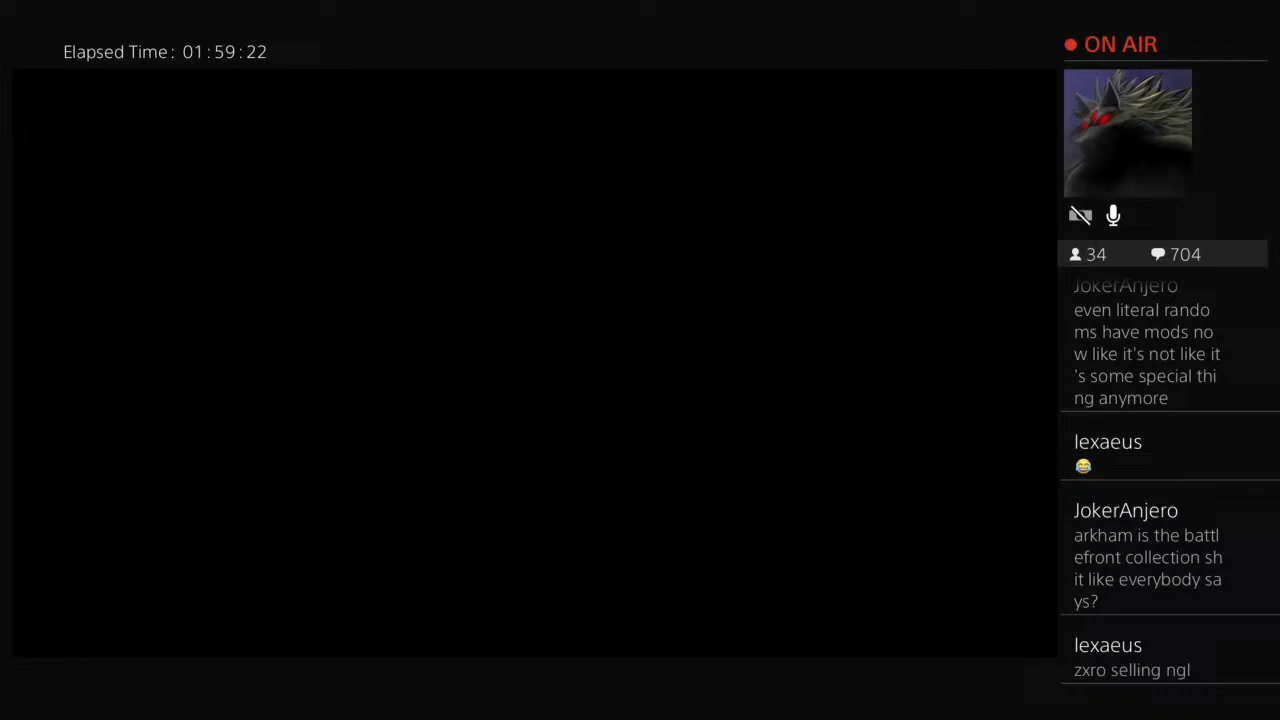 Elapsed Time: 01:59:22
ON AIR
34 704
JokerAnjero
even literal rando
ms have mods no
w like it's not like it
's some special thi
ng anymore
lexaeus
😂
JokerAnjero
arkham is the battl
efront collection sh
it like everybody sa
ys?
lexaeus
zxro selling ngl